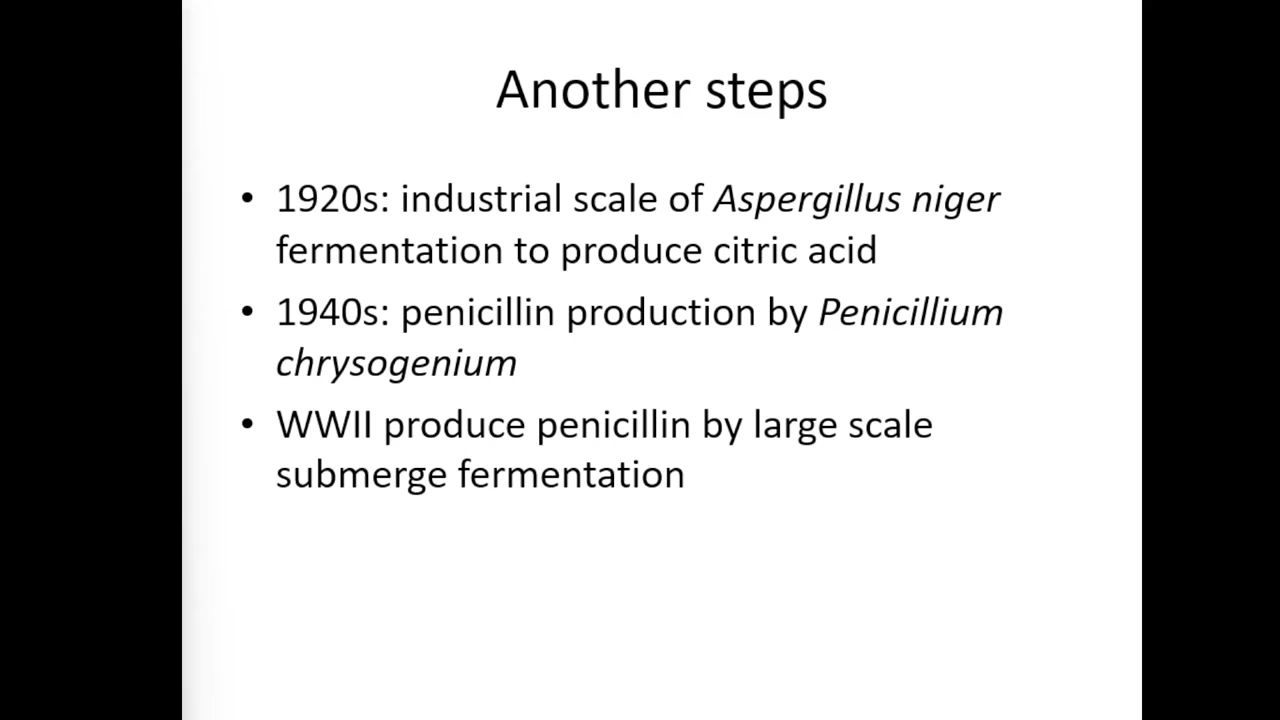 Another steps
• 1920s: industrial scale of Aspergillus niger
fermentation to produce citric acid
• 1940s: penicillin production by Penicillium
chrysogenium
• WWII produce penicillin by large scale
submerge fermentation